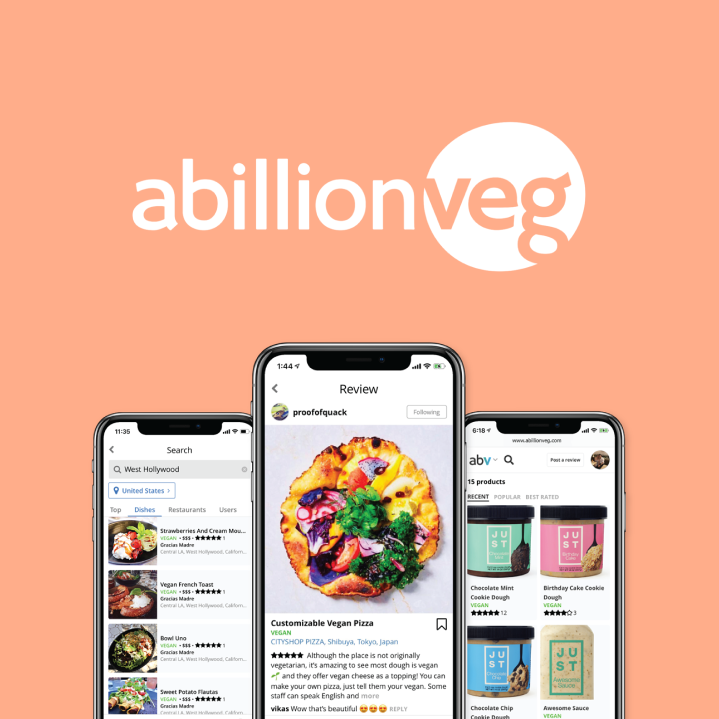 abillionveg
1:44
Review
proofofquack
Following
Customizable Vegan Pizza
VEGAN
CITYSHOP PIZZA, Shibuya, Tokyo, Japan
★★★★★ Although the place is not originally
vegetarian, it's amazing to see most dough is vegan
🌱 and they offer vegan cheese as a topping! You can
make your own pizza, just tell them your vegan. Some
staff can speak English and more
vikas Wow that's beautiful 😍😍😍 REPLY
11:35
Search
West Hollywood
United States >
Top Dishes Restaurants Users
Strawberries And Cream Mou...
VEGAN • $$$ • ★★★★★ 1
Gracias Madre
Central LA, West Hollywood, Californ...
Vegan French Toast
VEGAN • $$$ • ★★★★★ 1
Gracias Madre
Central LA, West Hollywood, Californ...
Bowl Uno
VEGAN • $$$ • ★★★★★ 1
Gracias Madre
Central LA, West Hollywood, Californ...
Sweet Potato Flautas
VEGAN • $$$ • ★★★★★ 1
Gracias Madre
6:18
www.abillionveg.com
abv
Post a review
15 products
RECENT POPULAR BEST RATED
JUST
Chocolate Mint
JUST
Birthday Cake
Chocolate Mint
Cookie Dough
VEGAN
★★★★★ 12
Birthday Cake Cookie
Dough
VEGAN
★★★★☆ 3
JUST
Chocolate Chip
JUST
Awesome
Sauce
Chocolate Chip
Cookie Dough
Awesome Sauce
VEGAN